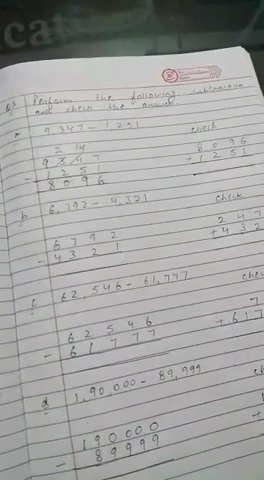 Q3 Perform the following subtraction
and check the answer
a 9,347 - 1,251
2 14 check
9 3 4 7 8 0 9 6
- 1 2 5 1 + 1 2 5 1
8 0 9 6
b 6,792 - 4,321
check
6 7 9 2 2 4 7
- 4 3 2 1 + 4 3 2
c 62,546 - 61,777
6 2 5 4 6 7
- 6 1 7 7 7 + 6 1 7
d 1,90,000 - 89,999
1 9 0 0 0 0
- 8 9 9 9 9 +